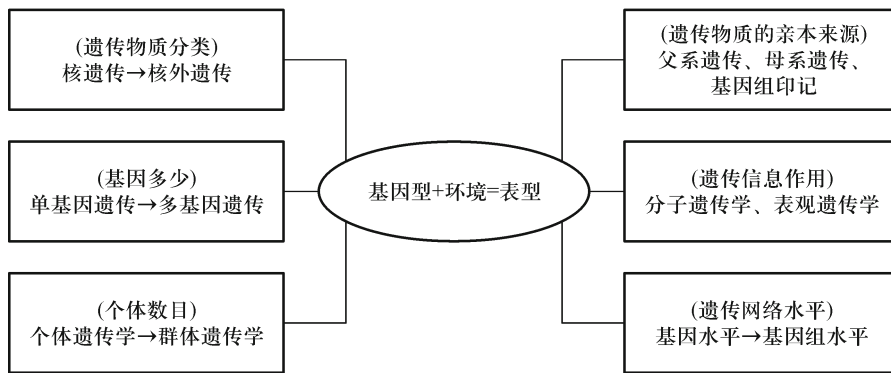 (遗传物质分类)
核遗传→核外遗传
(基因多少)
单基因遗传→多基因遗传
(个体数目)
个体遗传学→群体遗传学
基因型+环境=表型
(遗传物质的亲本来源)
父系遗传、母系遗传、
基因组印记
(遗传信息作用)
分子遗传学、表观遗传学
(遗传网络水平)
基因水平→基因组水平